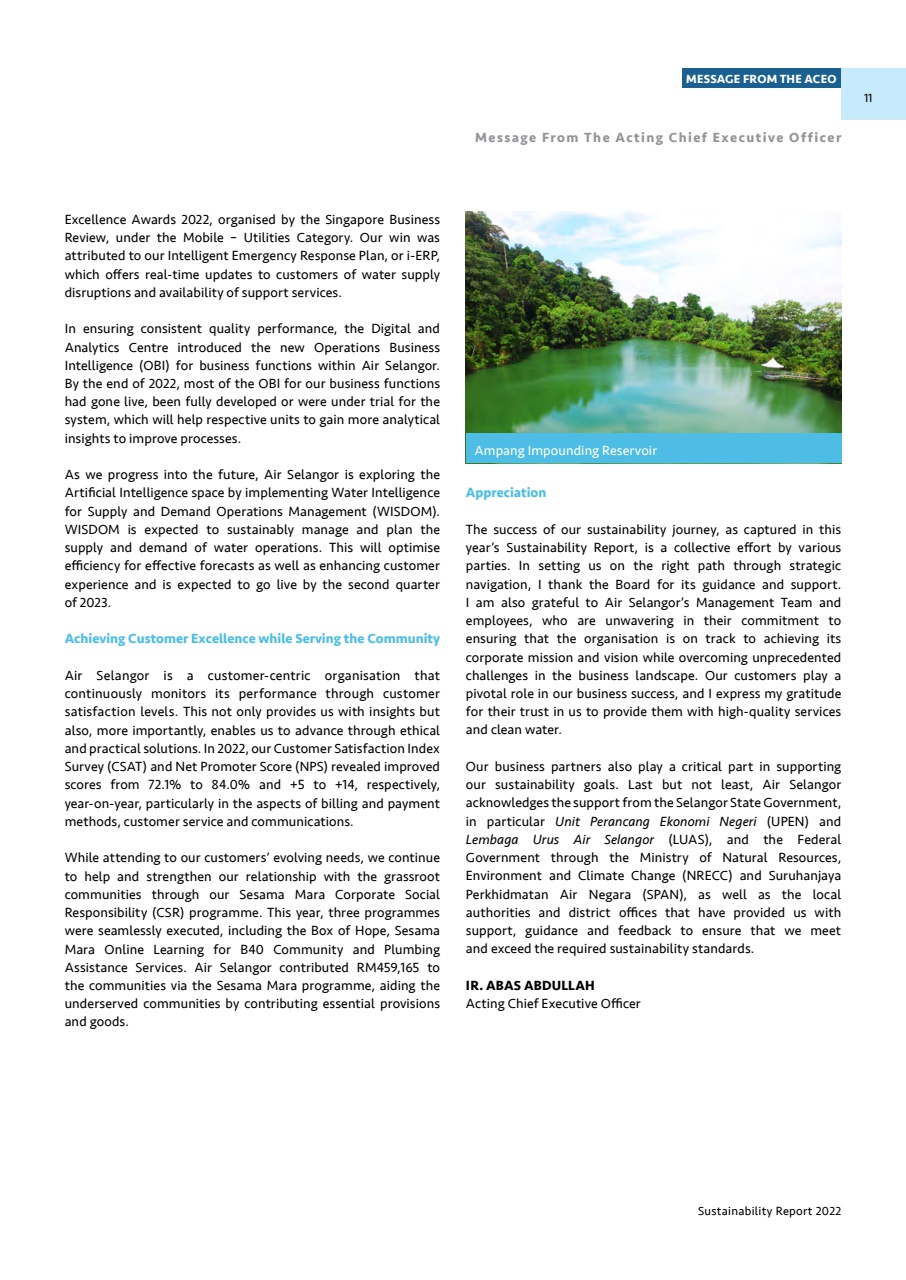 MESSAGE FROM THE ACEO
11
Message From The Acting Chief Executive Officer
Excellence Awards 2022, organised by the Singapore Business
Review, under the Mobile – Utilities Category. Our win was
attributed to our Intelligent Emergency Response Plan, or i-ERP,
which offers real-time updates to customers of water supply
disruptions and availability of support services.
In ensuring consistent quality performance, the Digital and
Analytics Centre introduced the new Operations Business
Intelligence (OBI) for business functions within Air Selangor.
By the end of 2022, most of the OBI for our business functions
had gone live, been fully developed or were under trial for the
system, which will help respective units to gain more analytical
insights to improve processes.
As we progress into the future, Air Selangor is exploring the
Artificial Intelligence space by implementing Water Intelligence
for Supply and Demand Operations Management (WISDOM).
WISDOM is expected to sustainably manage and plan the
supply and demand of water operations. This will optimise
efficiency for effective forecasts as well as enhancing customer
experience and is expected to go live by the second quarter
of 2023.
Achieving Customer Excellence while Serving the Community
Air Selangor is a customer-centric organisation that
continuously monitors its performance through customer
satisfaction levels. This not only provides us with insights but
also, more importantly, enables us to advance through ethical
and practical solutions. In 2022, our Customer Satisfaction Index
Survey (CSAT) and Net Promoter Score (NPS) revealed improved
scores from 72.1% to 84.0% and +5 to +14, respectively,
year-on-year, particularly in the aspects of billing and payment
methods, customer service and communications.
While attending to our customers’ evolving needs, we continue
to help and strengthen our relationship with the grassroot
communities through our Sesama Mara Corporate Social
Responsibility (CSR) programme. This year, three programmes
were seamlessly executed, including the Box of Hope, Sesama
Mara Online Learning for B40 Community and Plumbing
Assistance Services. Air Selangor contributed RM459,165 to
the communities via the Sesama Mara programme, aiding the
underserved communities by contributing essential provisions
and goods.
Ampang Impounding Reservoir
Appreciation
The success of our sustainability journey, as captured in this
year’s Sustainability Report, is a collective effort by various
parties. In setting us on the right path through strategic
navigation, I thank the Board for its guidance and support.
I am also grateful to Air Selangor’s Management Team and
employees, who are unwavering in their commitment to
ensuring that the organisation is on track to achieving its
corporate mission and vision while overcoming unprecedented
challenges in the business landscape. Our customers play a
pivotal role in our business success, and I express my gratitude
for their trust in us to provide them with high-quality services
and clean water.
Our business partners also play a critical part in supporting
our sustainability goals. Last but not least, Air Selangor
acknowledges the support from the Selangor State Government,
in particular Unit Perancang Ekonomi Negeri (UPEN) and
Lembaga Urus Air Selangor (LUAS), and the Federal
Government through the Ministry of Natural Resources,
Environment and Climate Change (NRECC) and Suruhanjaya
Perkhidmatan Air Negara (SPAN), as well as the local
authorities and district offices that have provided us with
support, guidance and feedback to ensure that we meet
and exceed the required sustainability standards.
IR. ABAS ABDULLAH
Acting Chief Executive Officer
Sustainability Report 2022